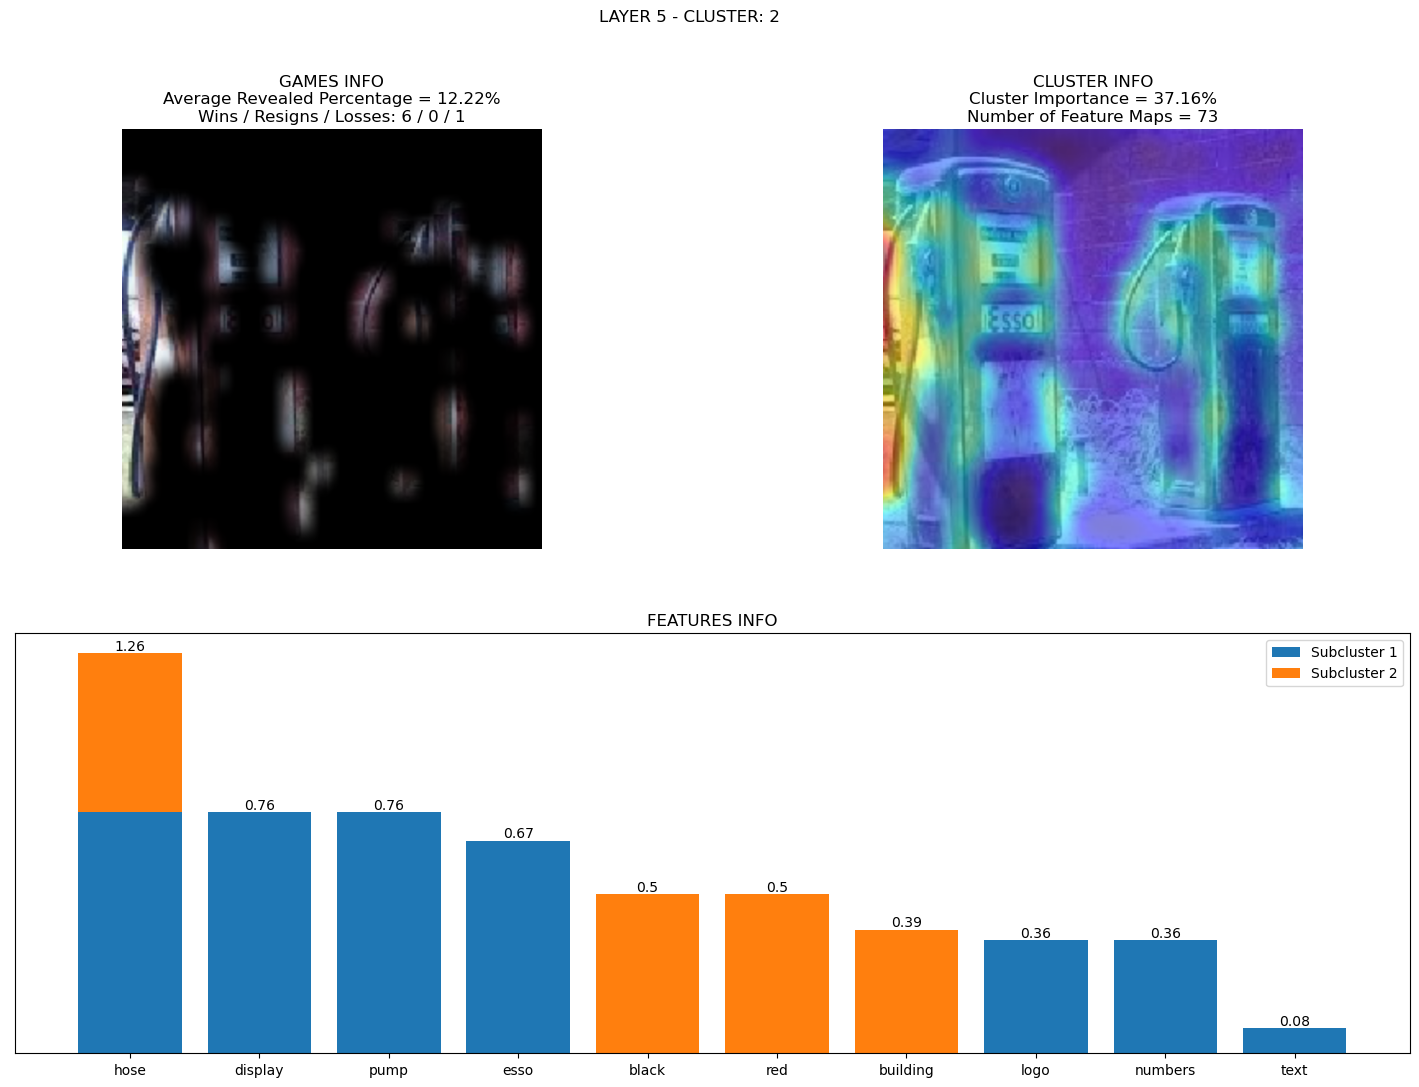 LAYER 5 - CLUSTER: 2
GAMES INFO
Average Revealed Percentage = 12.22%
Wins / Resigns / Losses: 6 / 0 / 1
CLUSTER INFO
Cluster Importance = 37.16%
Number of Feature Maps = 73
ESSO
FEATURES INFO
Subcluster 1
Subcluster 2
1.26
0.76
0.76
0.67
0.5
0.5
0.39
0.36
0.36
0.08
hose
display
pump
esso
black
red
building
logo
numbers
text